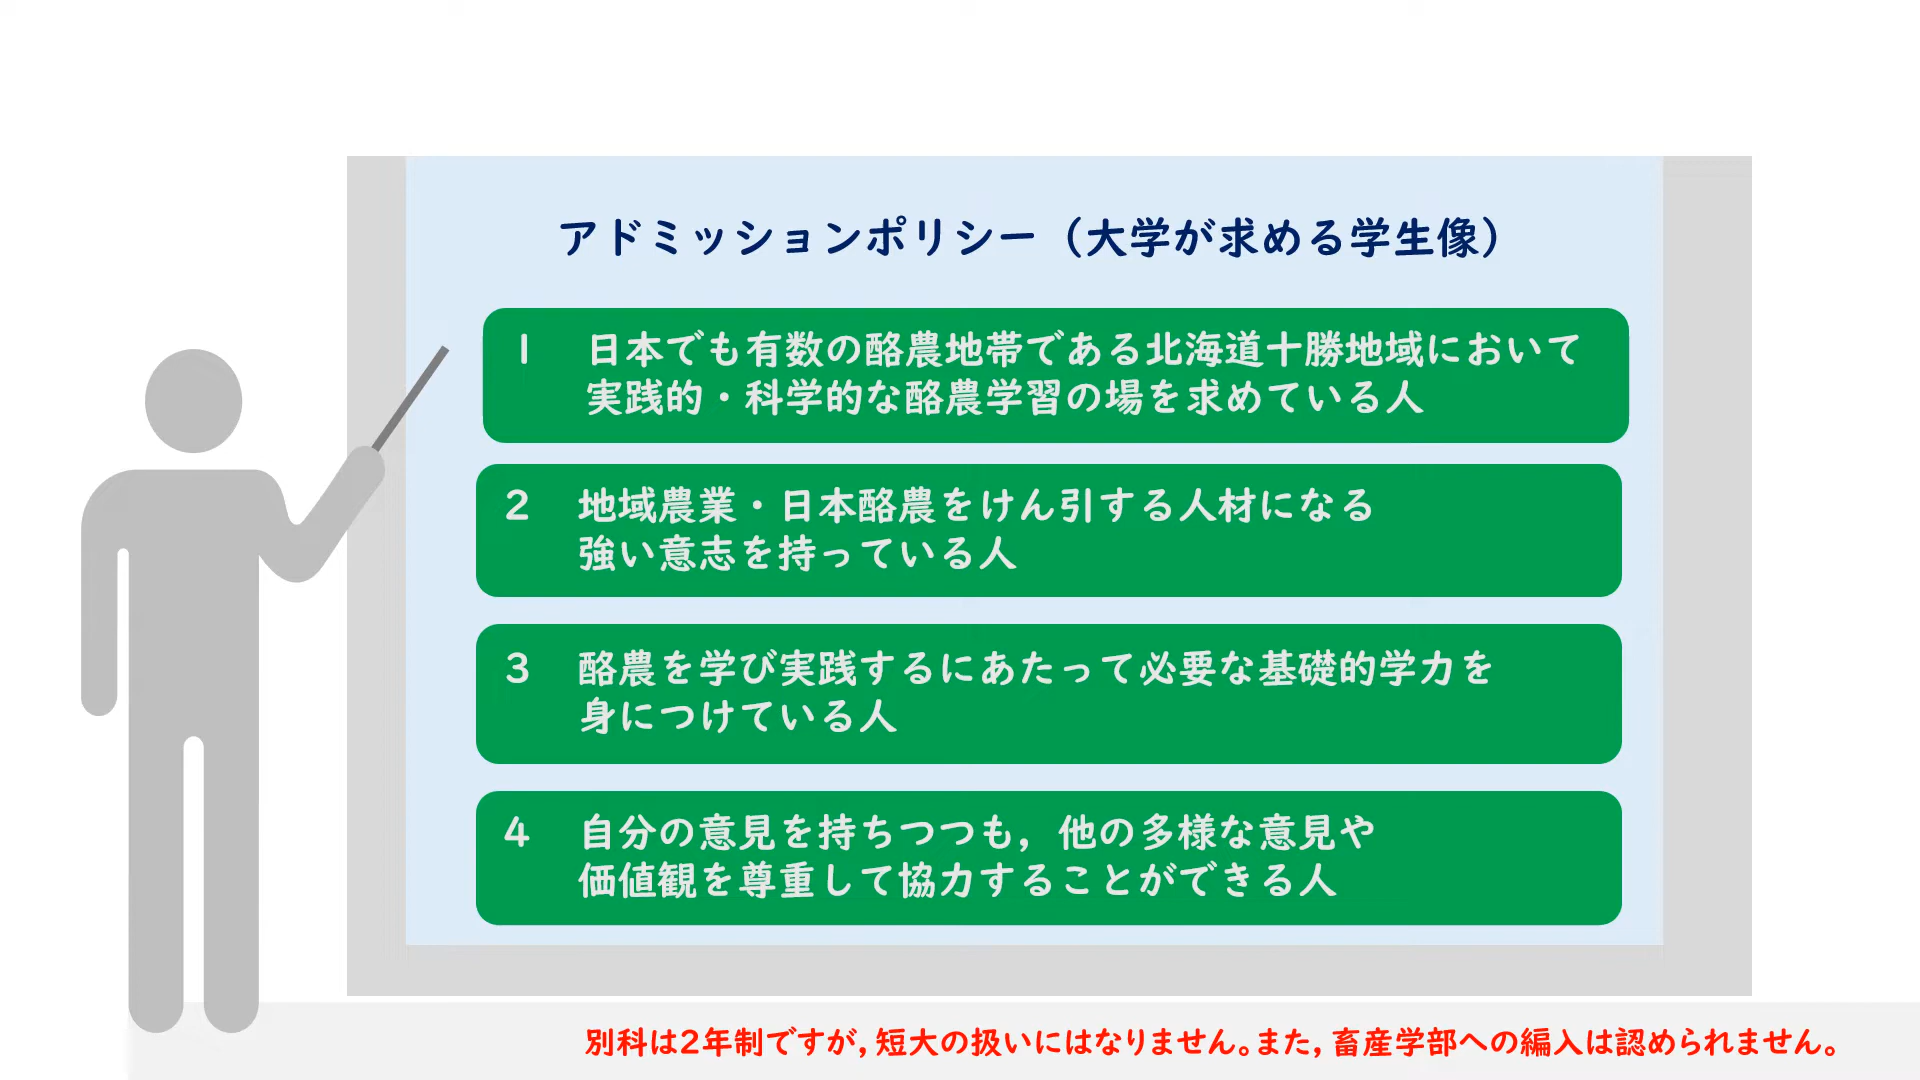 アドミッションポリシー（大学が求める学生像）
1 日本でも有数の酪農地帯である北海道十勝地域において
実践的・科学的な酪農学習の場を求めている人
2 地域農業・日本酪農をけん引する人材になる
強い意志を持っている人
3 酪農を学び実践するにあたって必要な基礎的学力を
身につけている人
4 自分の意見を持ちつつも，他の多様な意見や
価値観を尊重して協力することができる人
別科は2年制ですが，短大の扱いにはなりません。また，畜産学部への編入は認められません。